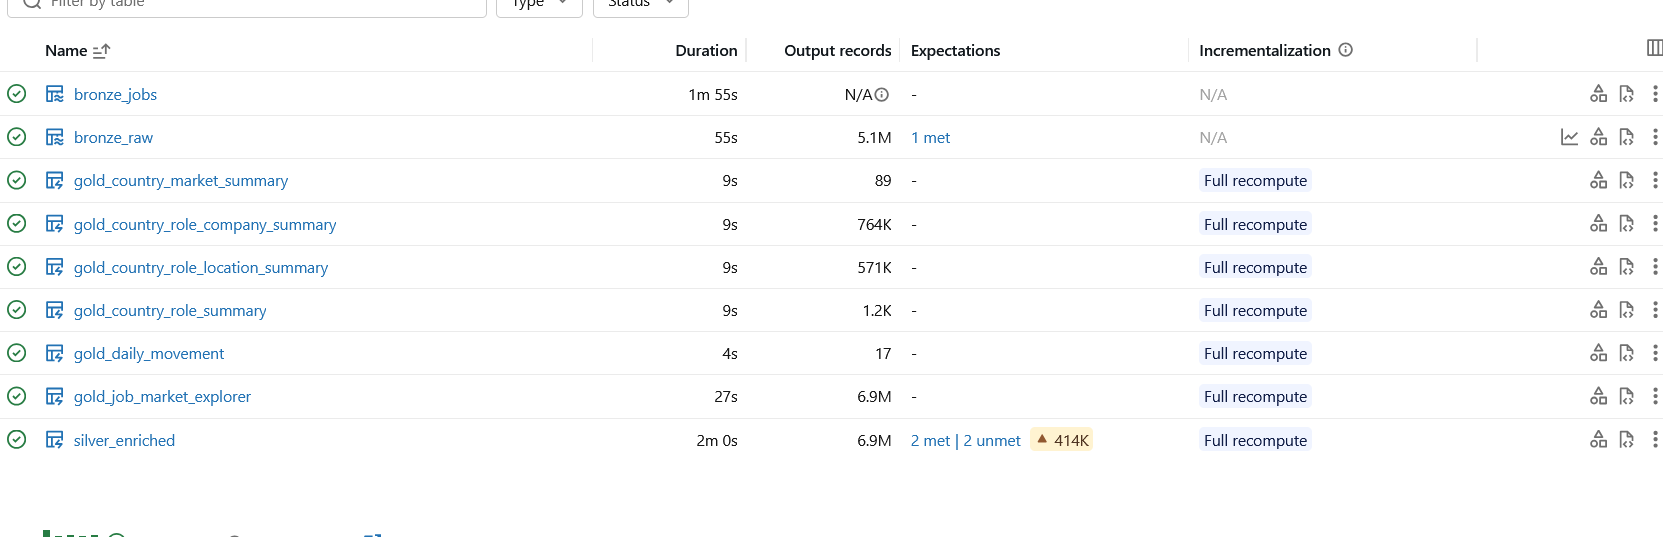 Filter by table Type Status
Name Duration Output records Expectations Incrementalization
bronze_jobs 1m 55s N/A - N/A
bronze_raw 55s 5.1M 1 met N/A
gold_country_market_summary 9s 89 - Full recompute
gold_country_role_company_summary 9s 764K - Full recompute
gold_country_role_location_summary 9s 571K - Full recompute
gold_country_role_summary 9s 1.2K - Full recompute
gold_daily_movement 4s 17 - Full recompute
gold_job_market_explorer 27s 6.9M - Full recompute
silver_enriched 2m 0s 6.9M 2 met | 2 unmet 414K Full recompute